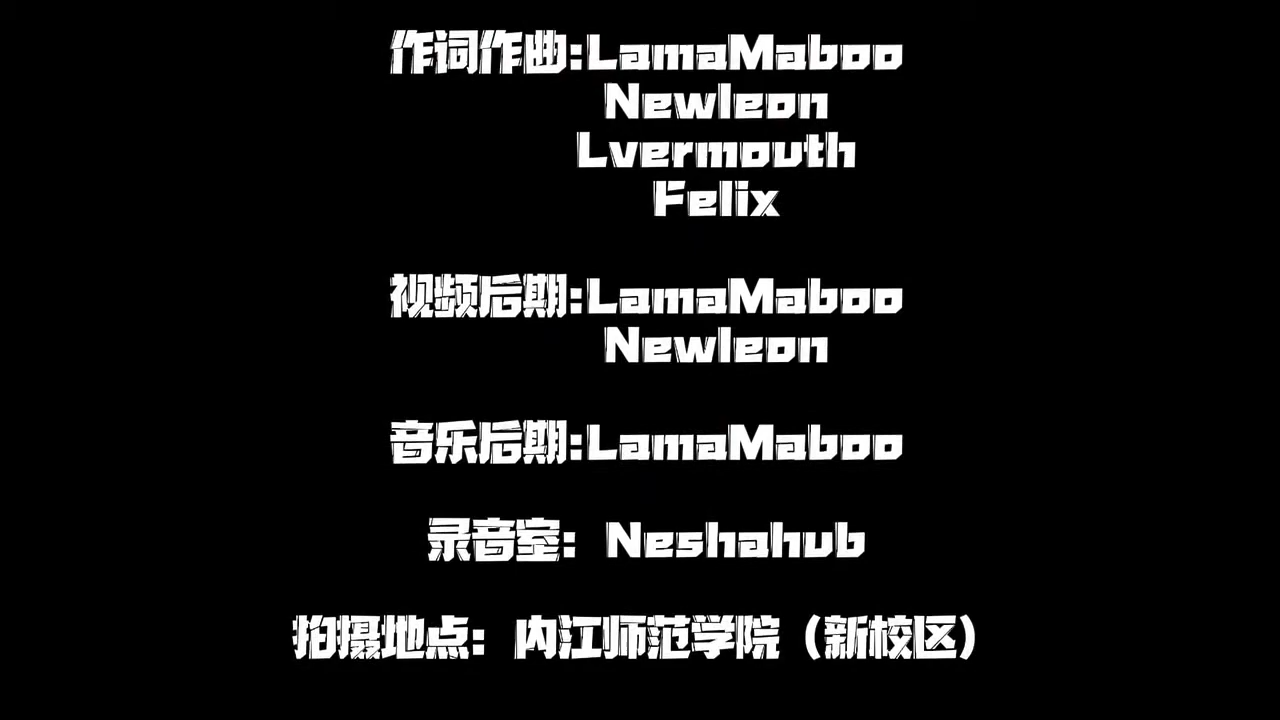 作词作曲:LamaMaboo
Newleon
Lvermouth
Felix
视频后期:LamaMaboo
Newleon
音乐后期:LamaMaboo
录音室：Neshahub
拍摄地点：内江师范学院（新校区）